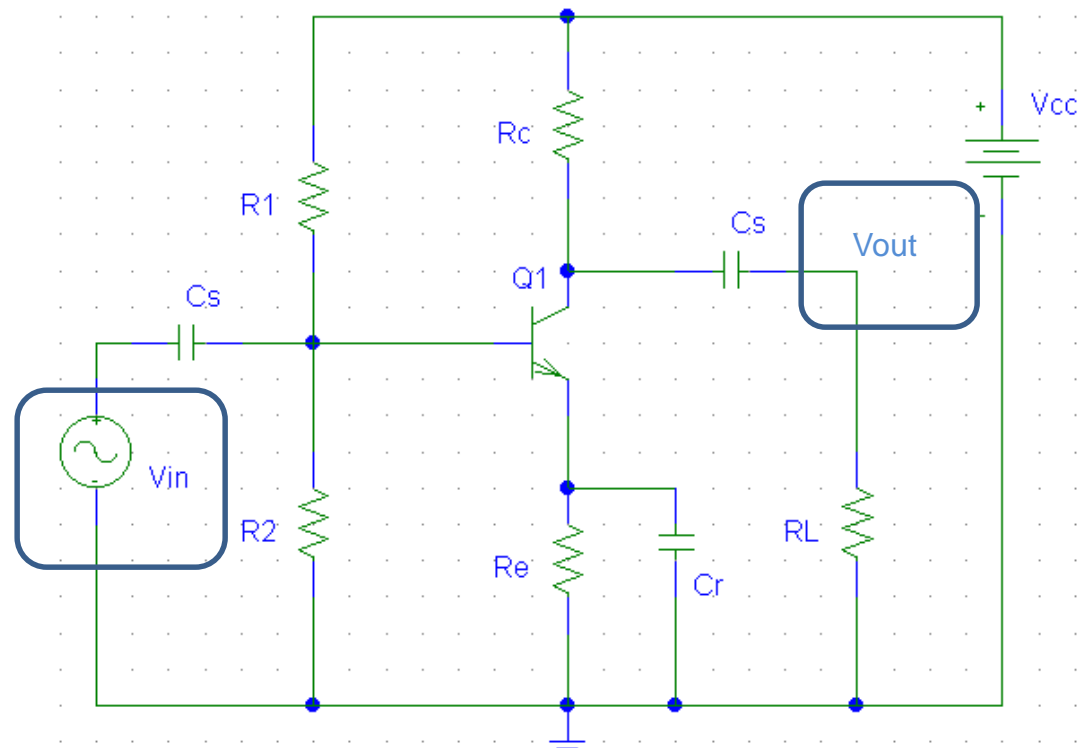 Vcc
+
Rc
R1
Cs
Vout
-
Q1
Cs
+
Vin
-
R2
Re
Cr
RL